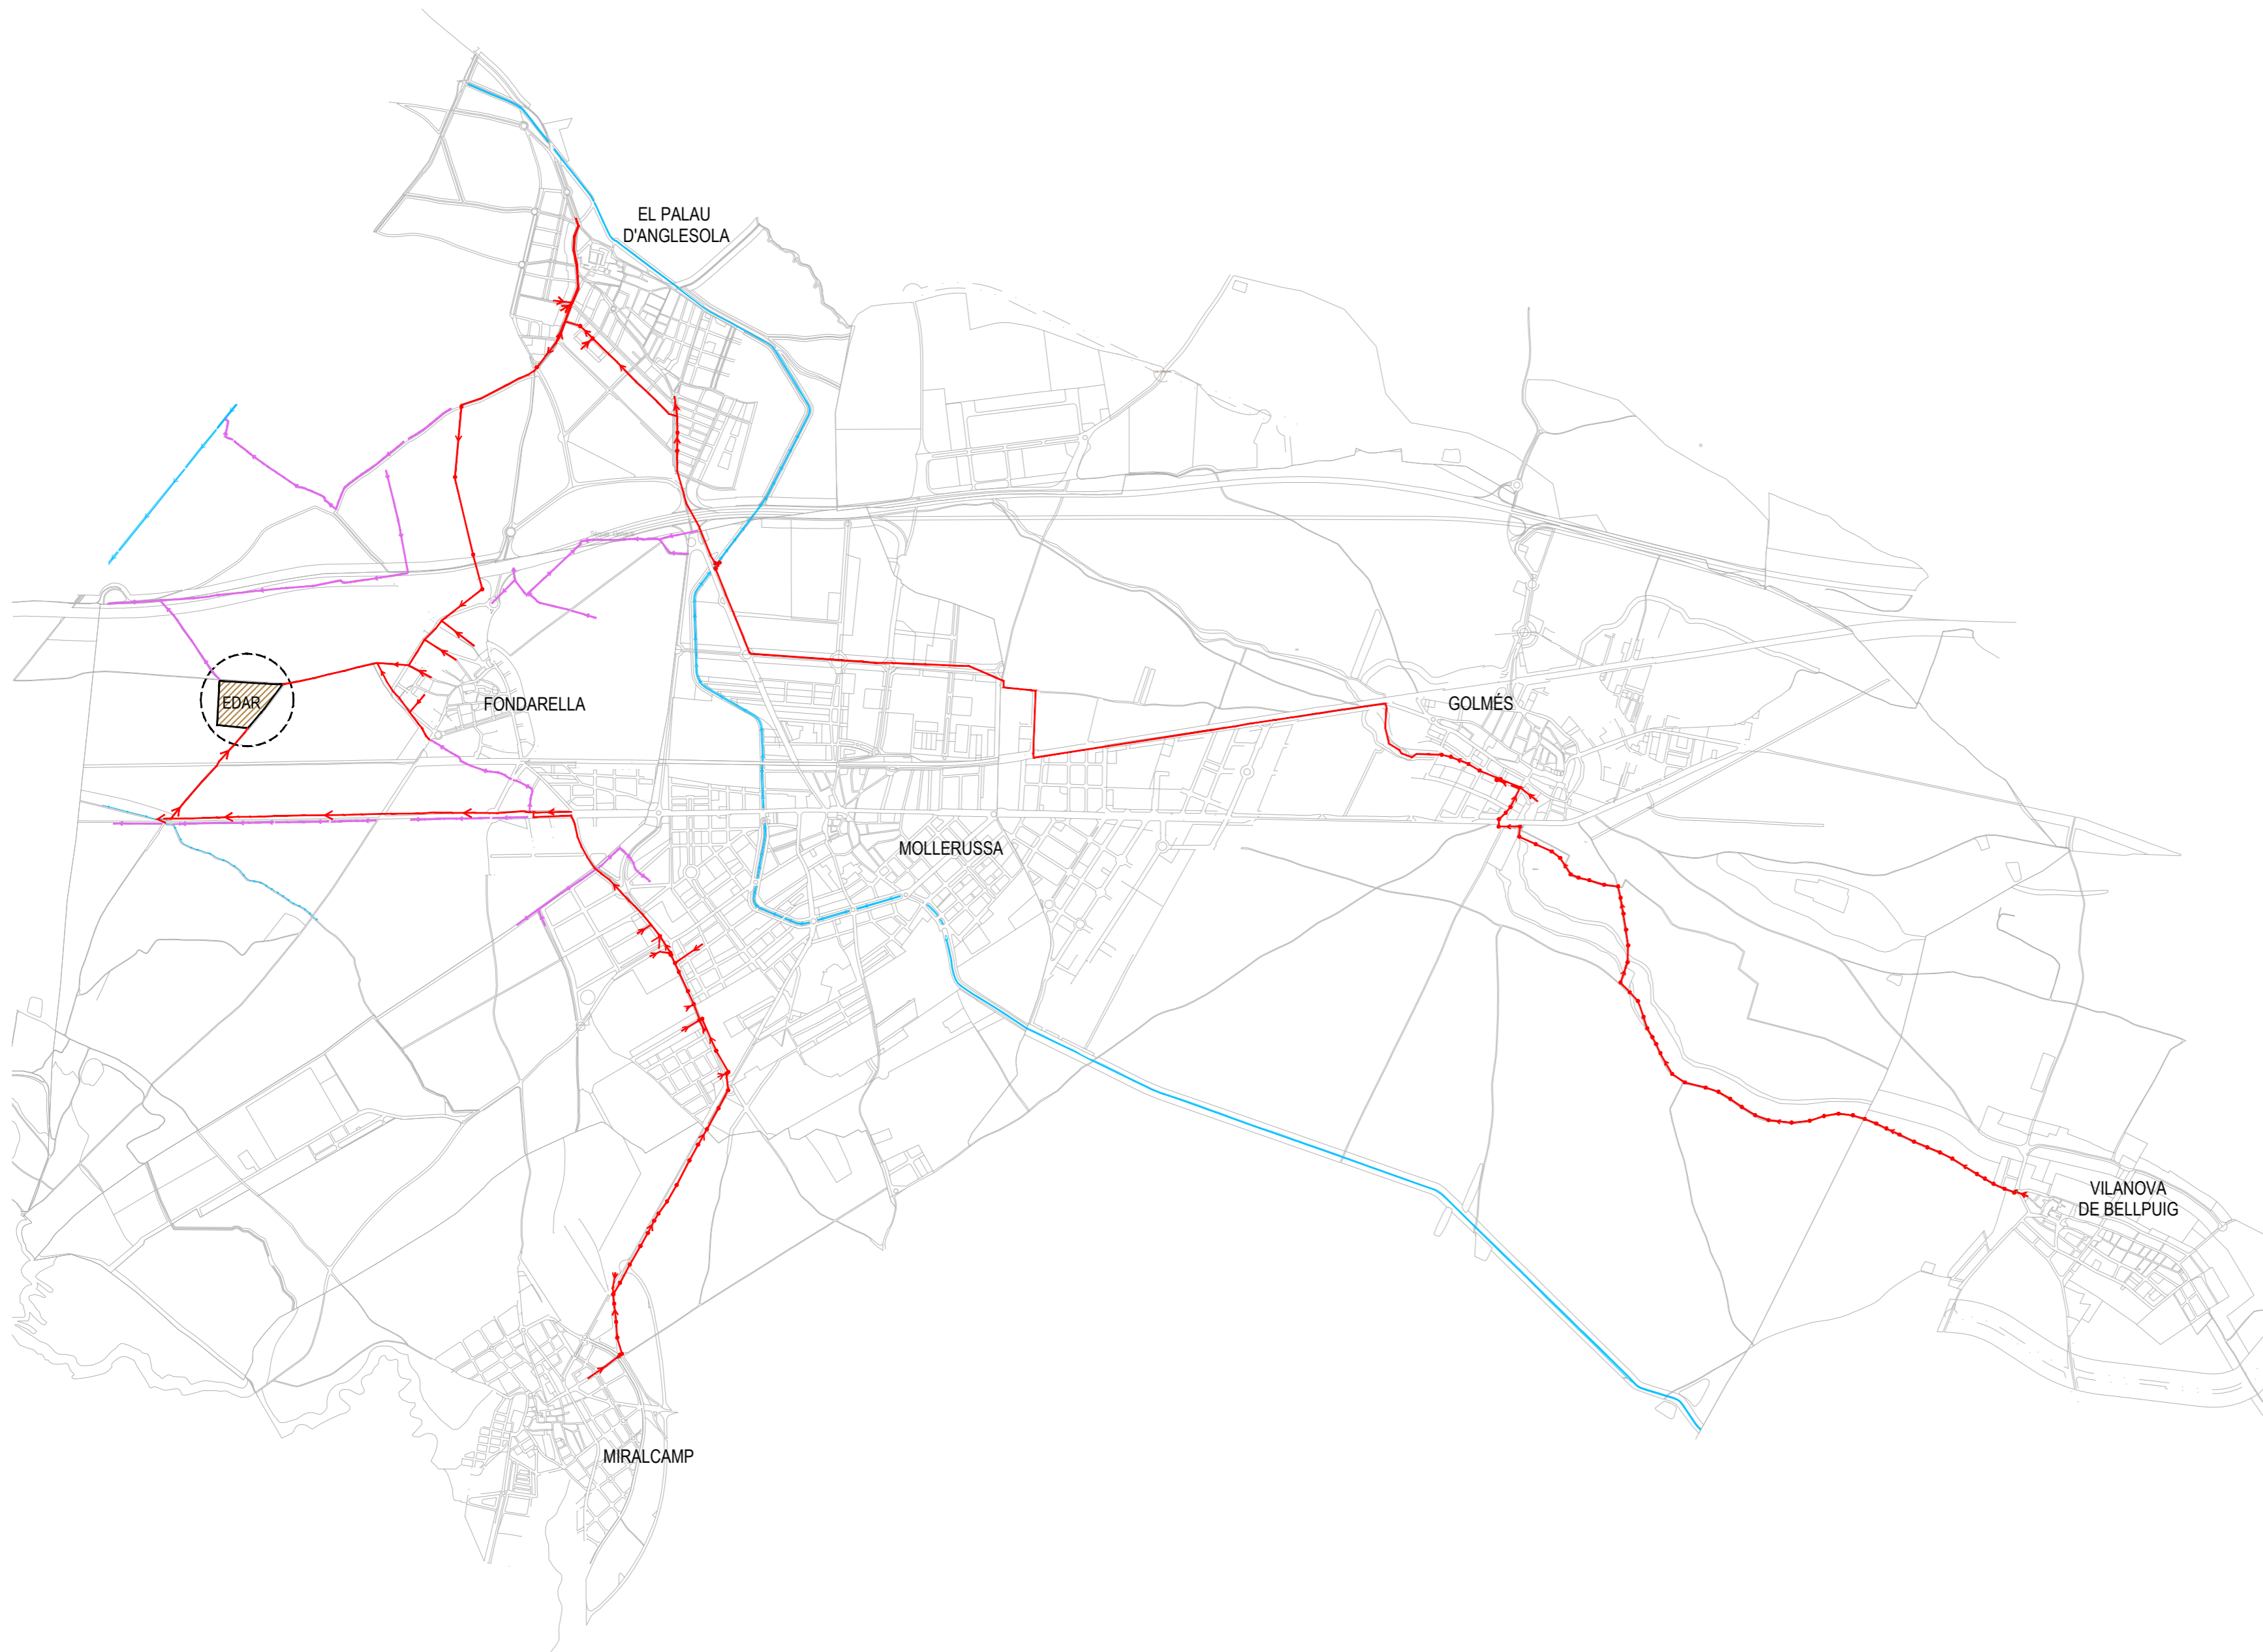 EL PALAU
D'ANGLESOLA
EDAR
FONDARELLA
GOLMÉS
MOLLERUSSA
VILANOVA
DE BELLPUIG
MIRALCAMP